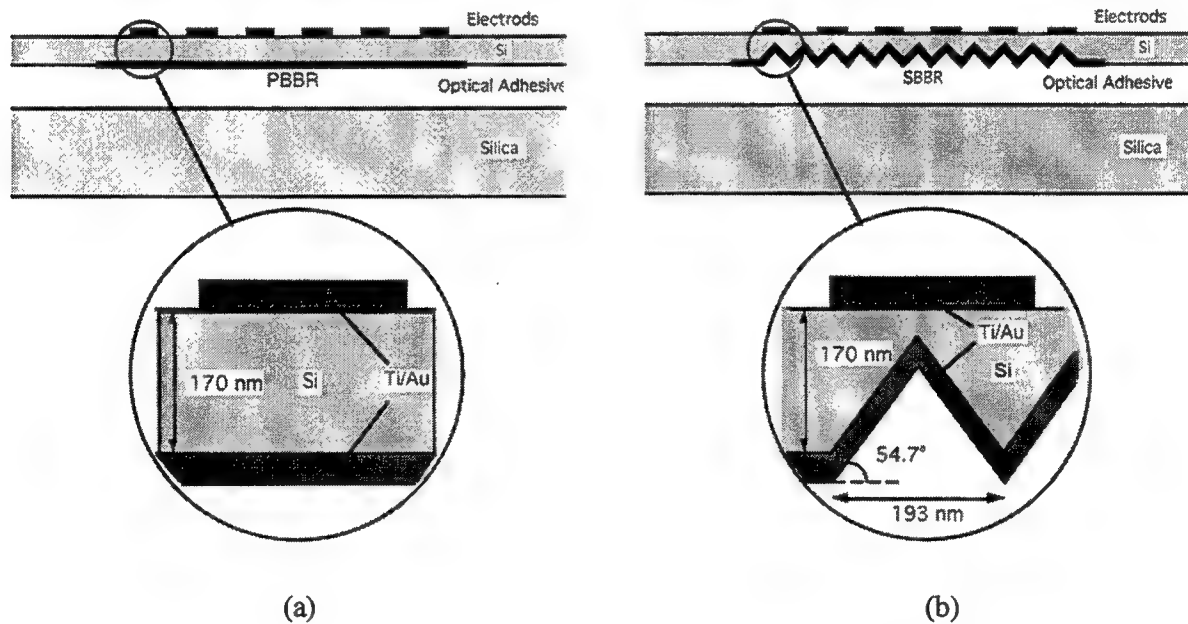 Electrods
Si
PBBR
Optical Adhesive
Silica
170 nm
Si
Ti/Au
(a)
Electrods
Si
SBBR
Optical Adhesive
Silica
170 nm
Ti/Au
Si
54.7°
193 nm
(b)